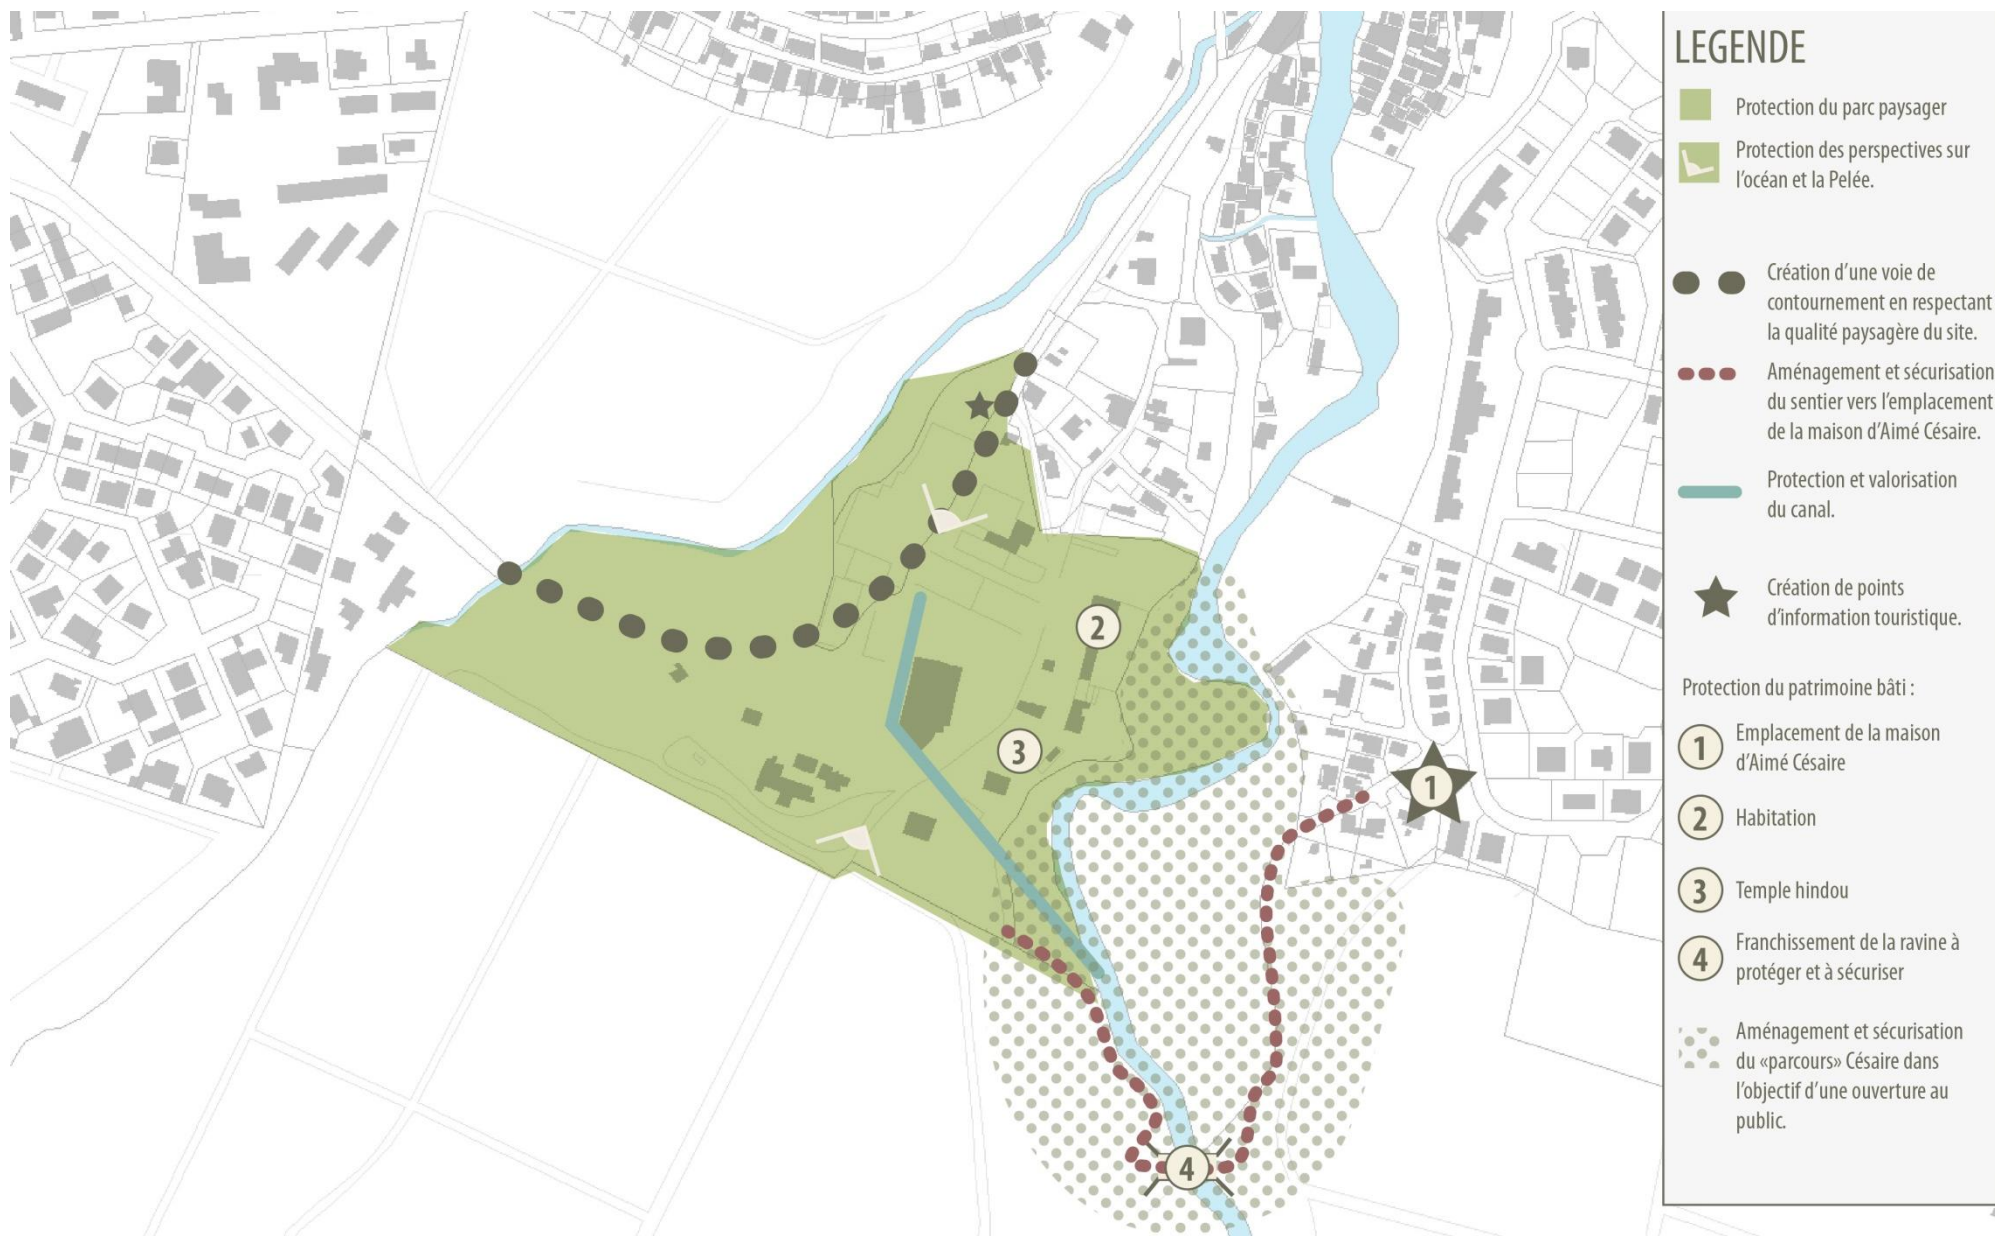 LEGENDE
Protection du parc paysager
Protection des perspectives sur
l'océan et la Pelée.
Création d'une voie de
contournement en respectant
la qualité paysagère du site.
Aménagement et sécurisation
du sentier vers l'emplacement
de la maison d'Aimé Césaire.
Protection et valorisation
du canal.
Création de points
d'information touristique.
Protection du patrimoine bâti :
1
Emplacement de la maison
d'Aimé Césaire
2
Habitation
3
Temple hindou
4
Franchissement de la ravine à
protéger et à sécuriser
Aménagement et sécurisation
du «parcours» Césaire dans
l'objectif d'une ouverture au
public.
2
3
1
4